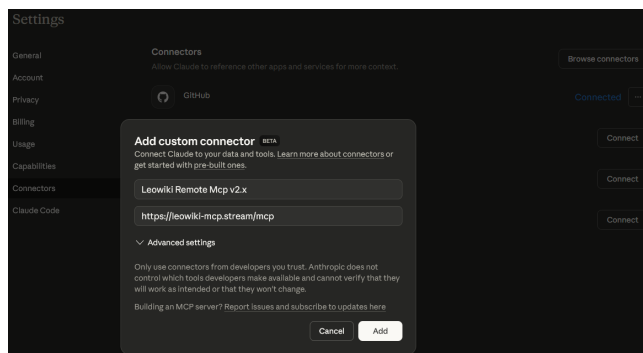 Settings
General
Account
Privacy
Billing
Usage
Capabilities
Connectors
Claude Code
Connectors
Allow Claude to reference other apps and services for more context.
Browse connectors
GitHub
Connected
Connect
Connect
Connect
Add custom connector BETA
Connect Claude to your data and tools. Learn more about connectors or
get started with pre-built ones.
Leowiki Remote Mcp v2.x
https://leowiki-mcp.stream/mcp
Advanced settings
Only use connectors from developers you trust. Anthropic does not
control which tools developers make available and cannot verify that they
will work as intended or that they won't change.
Building an MCP server? Report issues and subscribe to updates here
Cancel
Add